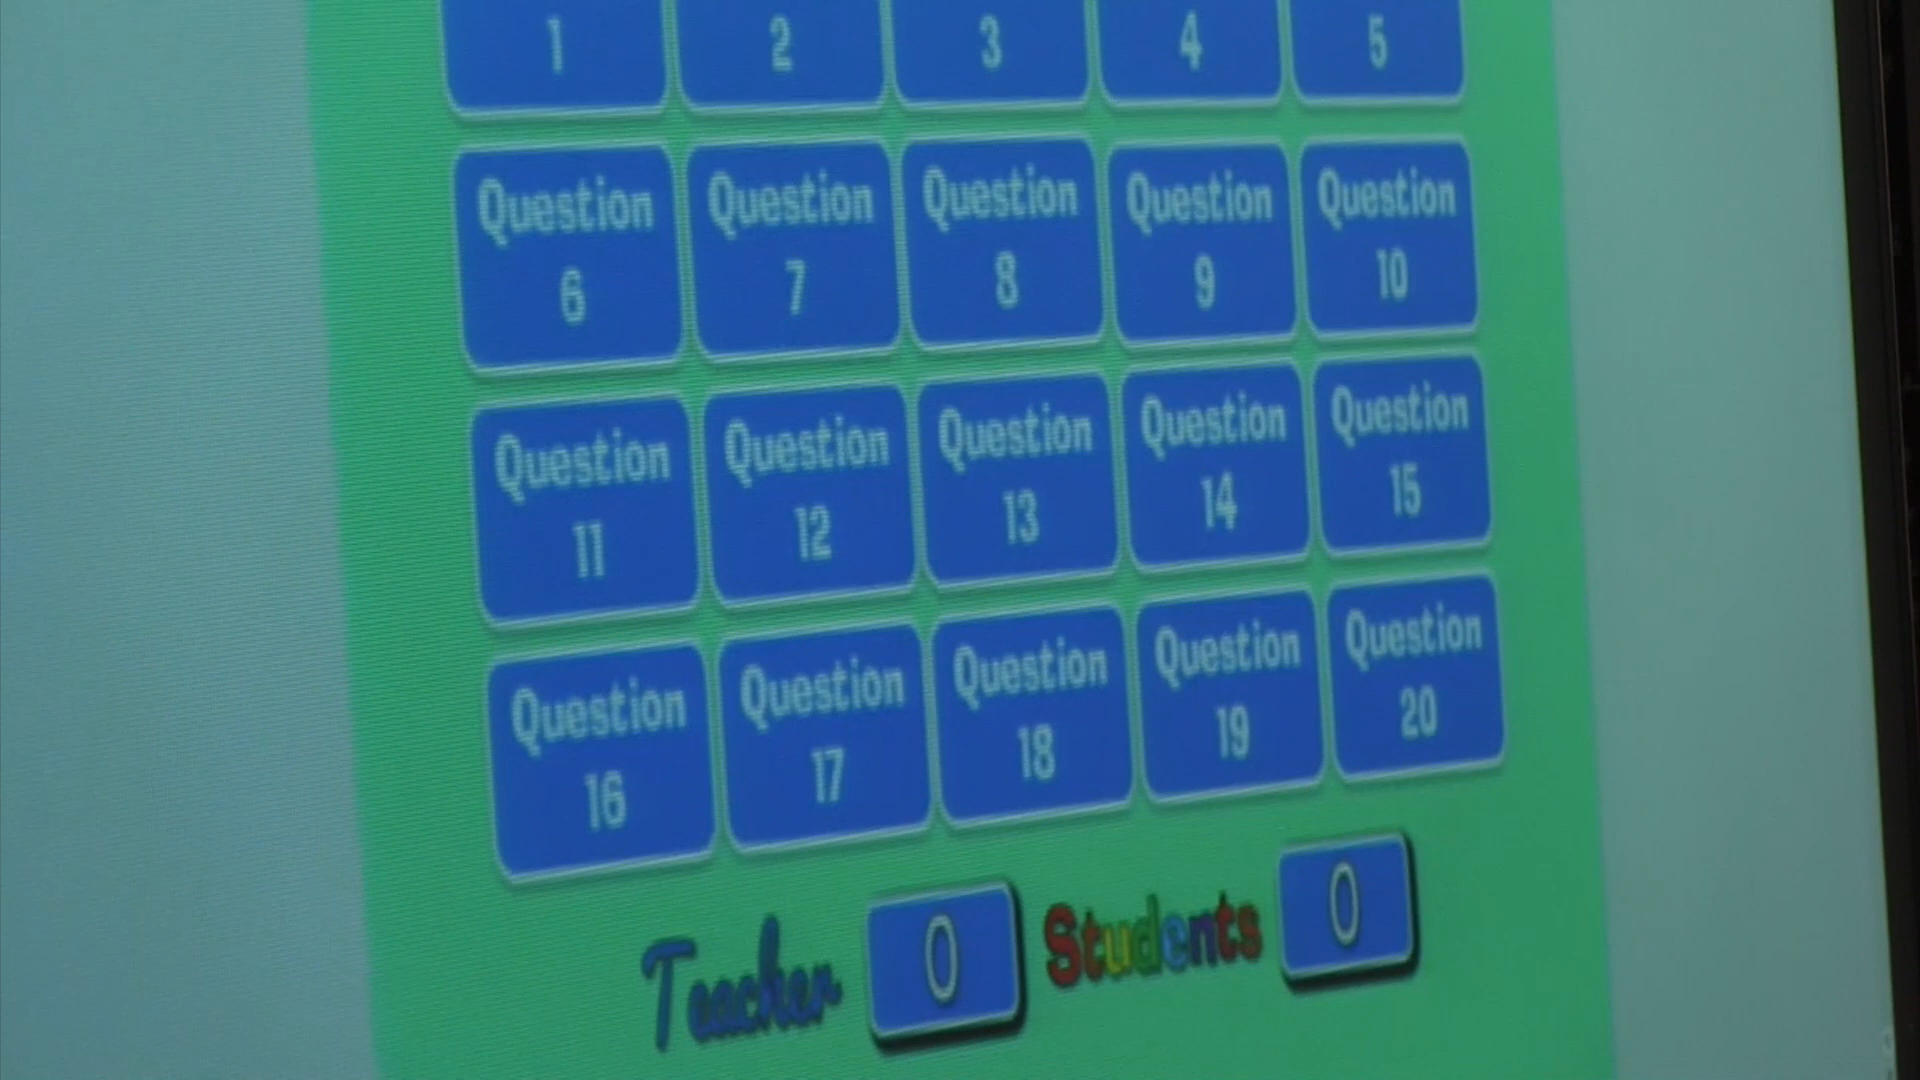 1 2 3 4 5
Question Question Question Question Question
6 7 8 9 10
Question Question Question Question Question
11 12 13 14 15
Question Question Question Question Question
16 17 18 19 20
Teacher 0 Students 0